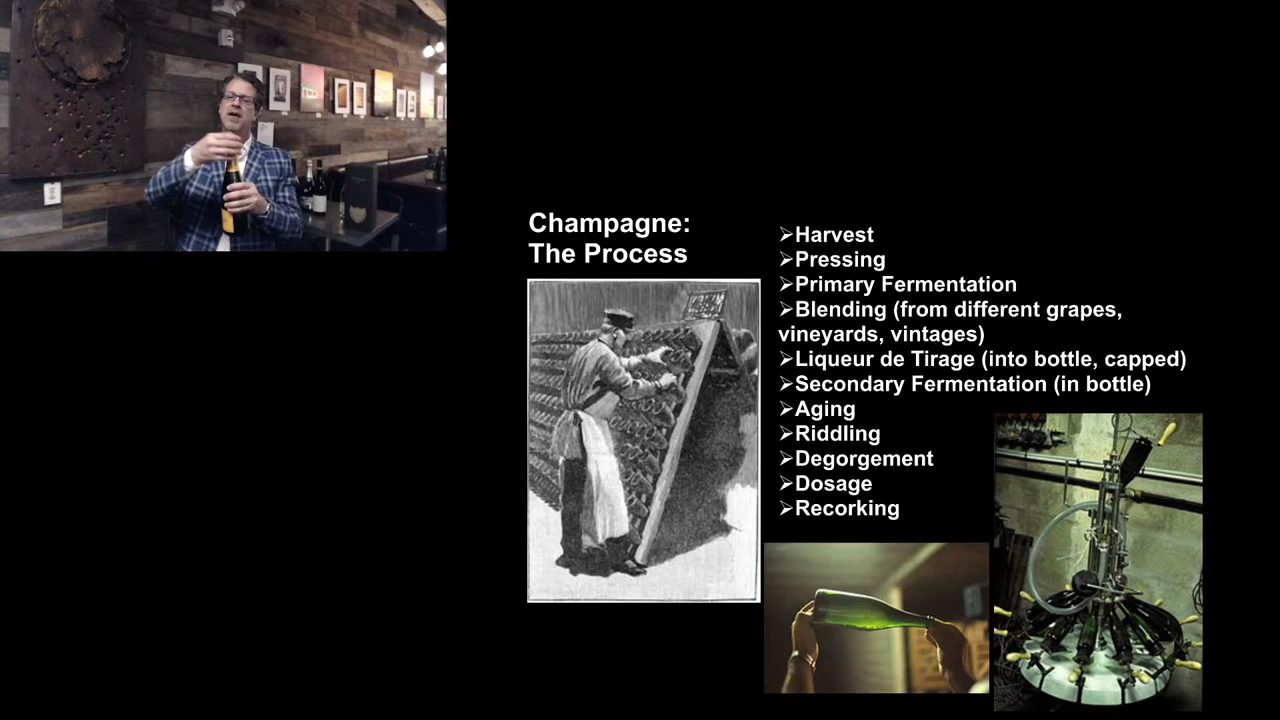 Champagne:
The Process
➢Harvest
➢Pressing
➢Primary Fermentation
➢Blending (from different grapes,
vineyards, vintages)
➢Liqueur de Tirage (into bottle, capped)
➢Secondary Fermentation (in bottle)
➢Aging
➢Riddling
➢Degorgement
➢Dosage
➢Recorking